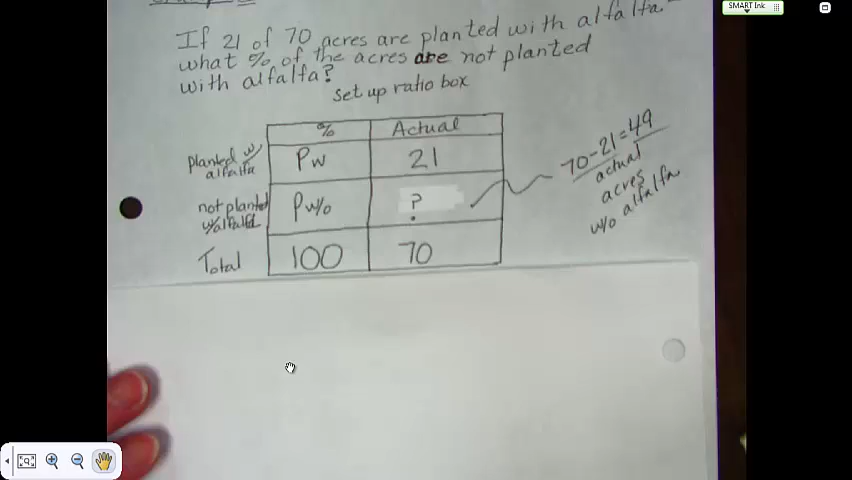 SMART Ink
If 21 of 70 acres are planted with alfalfa
what % of the acres are not planted
with alfalfa?
set up ratio box
% Actual
planted w/ alfalfa Pw 21
not planted w/alfalfa Pw/o ?
Total 100 70
70-21=49
actual
acres
w/o alfalfa